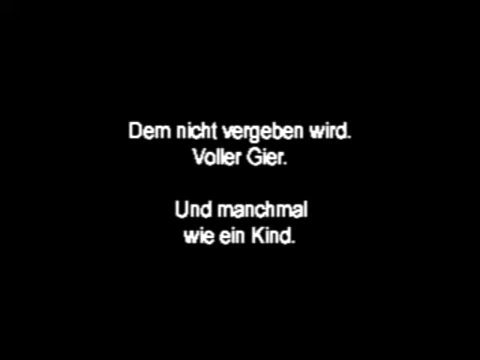 Dem nicht vergeben wird.
Voller Gier.
Und manchmal
wie ein Kind.